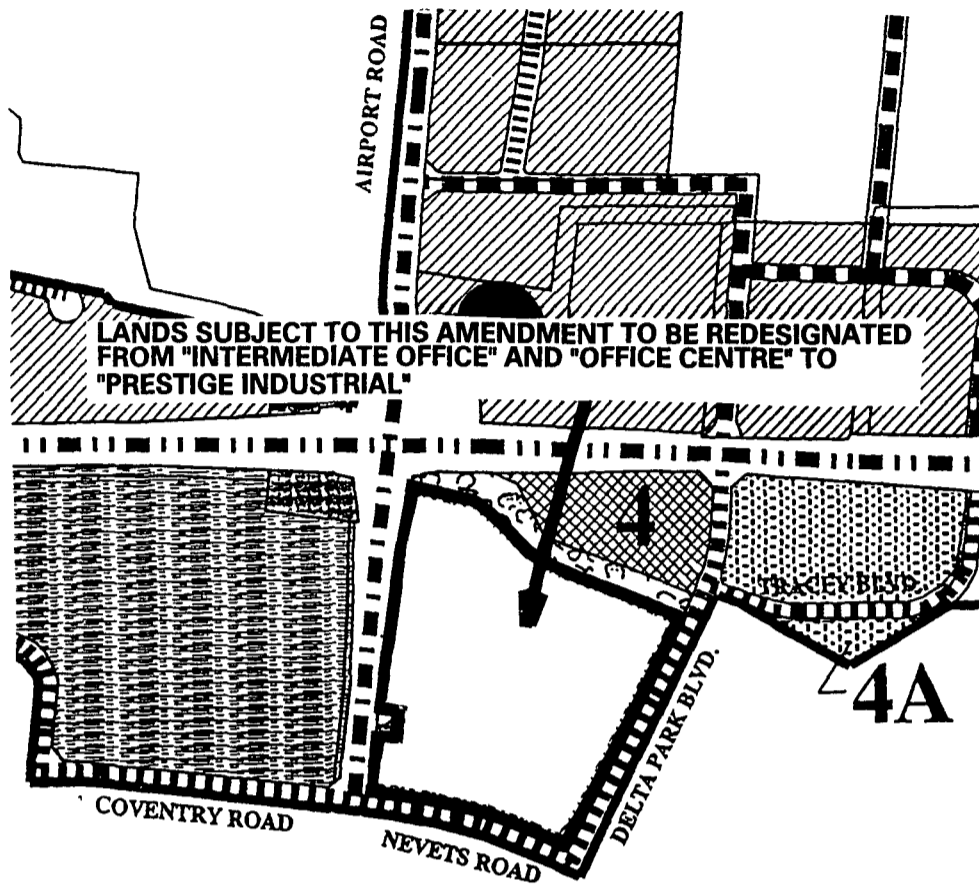 AIRPORT ROAD
LANDS SUBJECT TO THIS AMENDMENT TO BE REDESIGNATED
FROM "INTERMEDIATE OFFICE" AND "OFFICE CENTRE" TO
"PRESTIGE INDUSTRIAL"
4
TRACEY BLVD.
4A
DELTA PARK BLVD.
COVENTRY ROAD
NEVETS ROAD